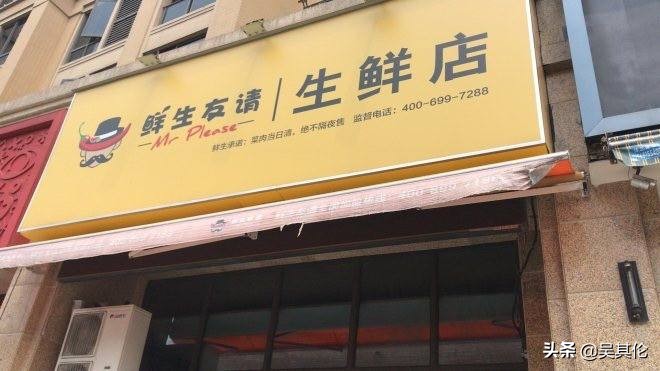 鲜生友请
Mr Please
生鲜店
鲜生承诺：菜肉当日清，绝不隔夜售 监督电话：400-699-7288
头条 @吴其伦